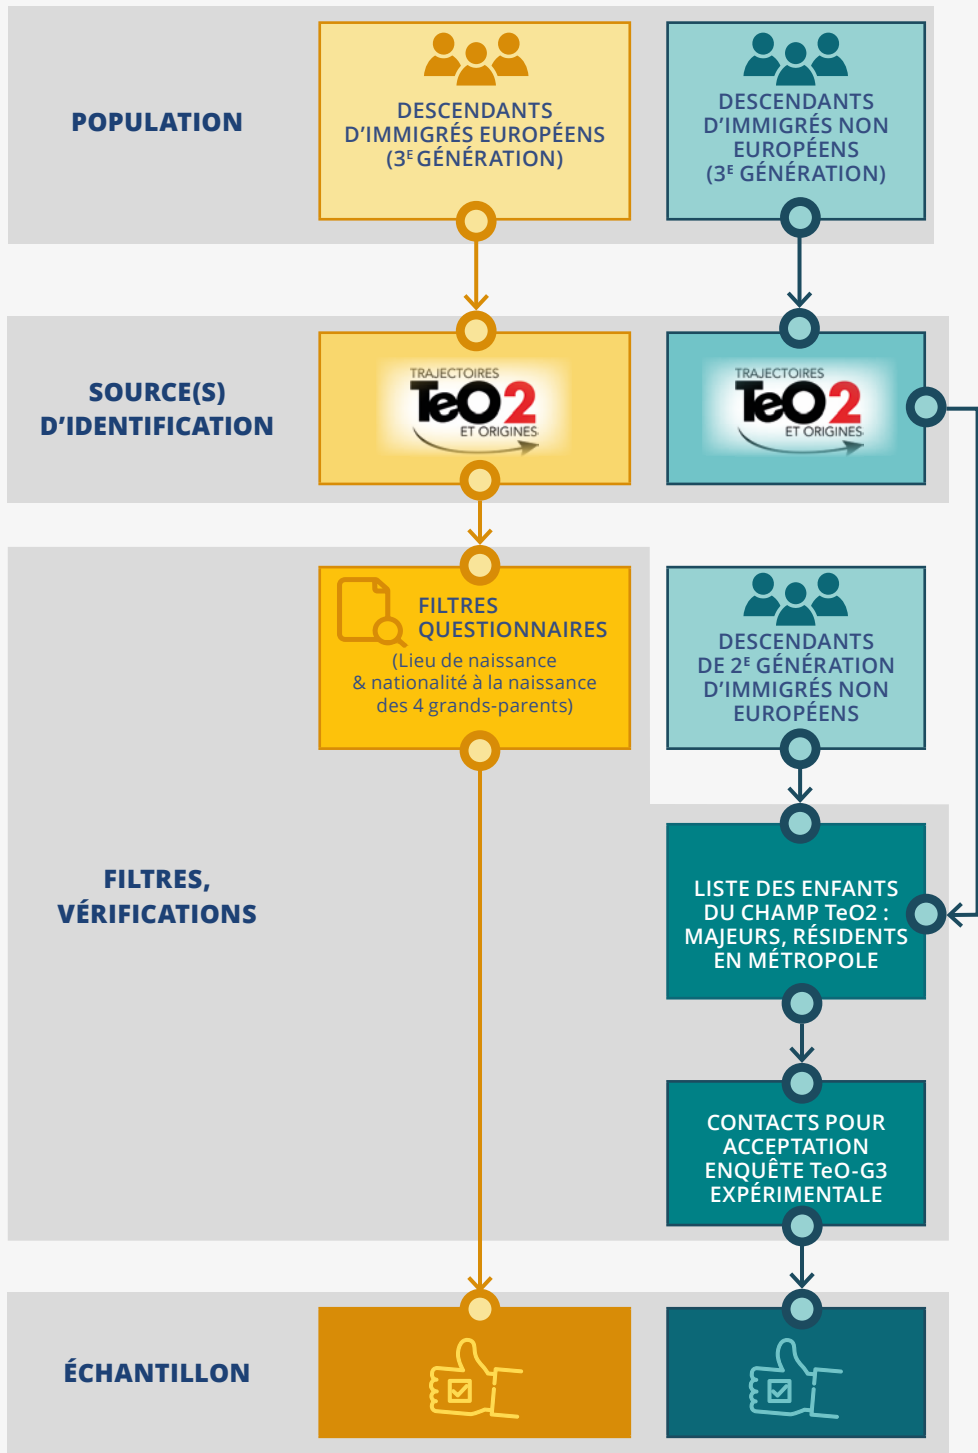 POPULATION
DESCENDANTS
D'IMMIGRÉS EUROPÉENS
(3E GÉNÉRATION)
DESCENDANTS
D'IMMIGRÉS NON
EUROPÉENS
(3E GÉNÉRATION)
SOURCE(S)
D'IDENTIFICATION
TRAJECTOIRES
TeO2
ET ORIGINES
TRAJECTOIRES
TeO2
ET ORIGINES
FILTRES
QUESTIONNAIRES
(Lieu de naissance
& nationalité à la naissance
des 4 grands-parents)
DESCENDANTS
DE 2E GÉNÉRATION
D'IMMIGRÉS NON
EUROPÉENS
FILTRES,
VÉRIFICATIONS
LISTE DES ENFANTS
DU CHAMP TeO2 :
MAJEURS, RÉSIDENTS
EN MÉTROPOLE
CONTACTS POUR
ACCEPTATION
ENQUÊTE TeO-G3
EXPÉRIMENTALE
ÉCHANTILLON